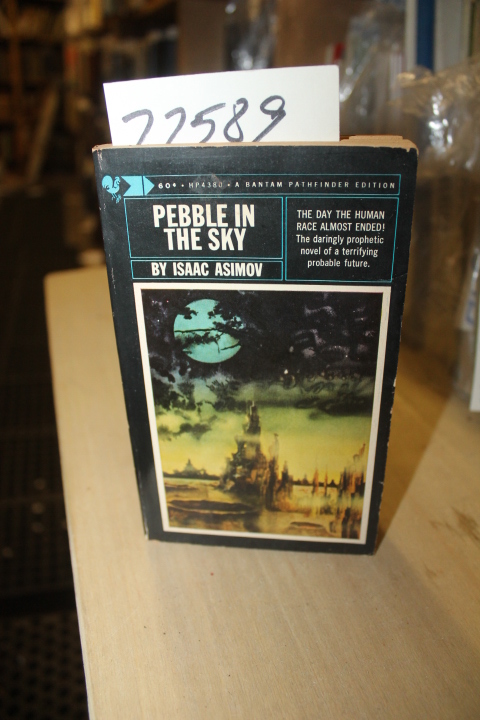 77589
60¢ • HP4380 • A BANTAM PATHFINDER EDITION
PEBBLE IN
THE SKY
BY ISAAC ASIMOV
THE DAY THE HUMAN
RACE ALMOST ENDED!
The daringly prophetic
novel of a terrifying
probable future.